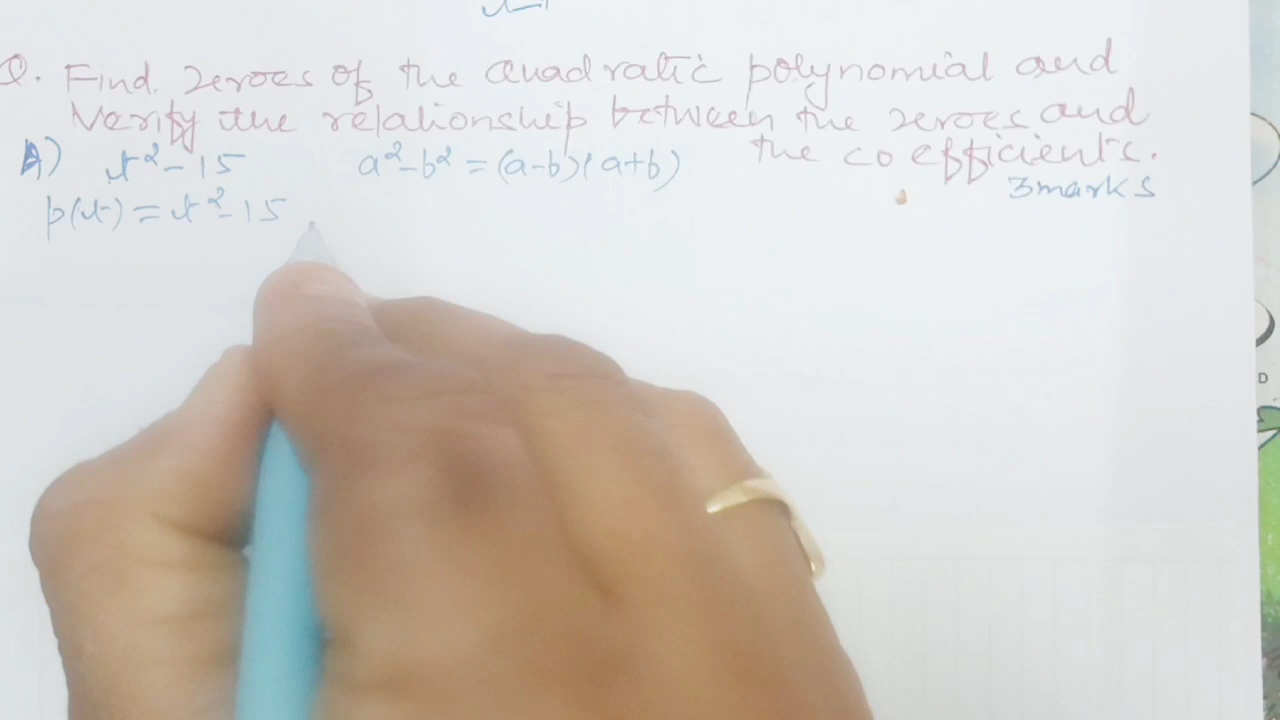 Q. Find zeroes of the quadratic polynomial and
Verify the relationship between the zeroes and
the coefficients.
3marks
A) t²-15 a²-b²=(a-b)(a+b)
p(t)=t²-15
D